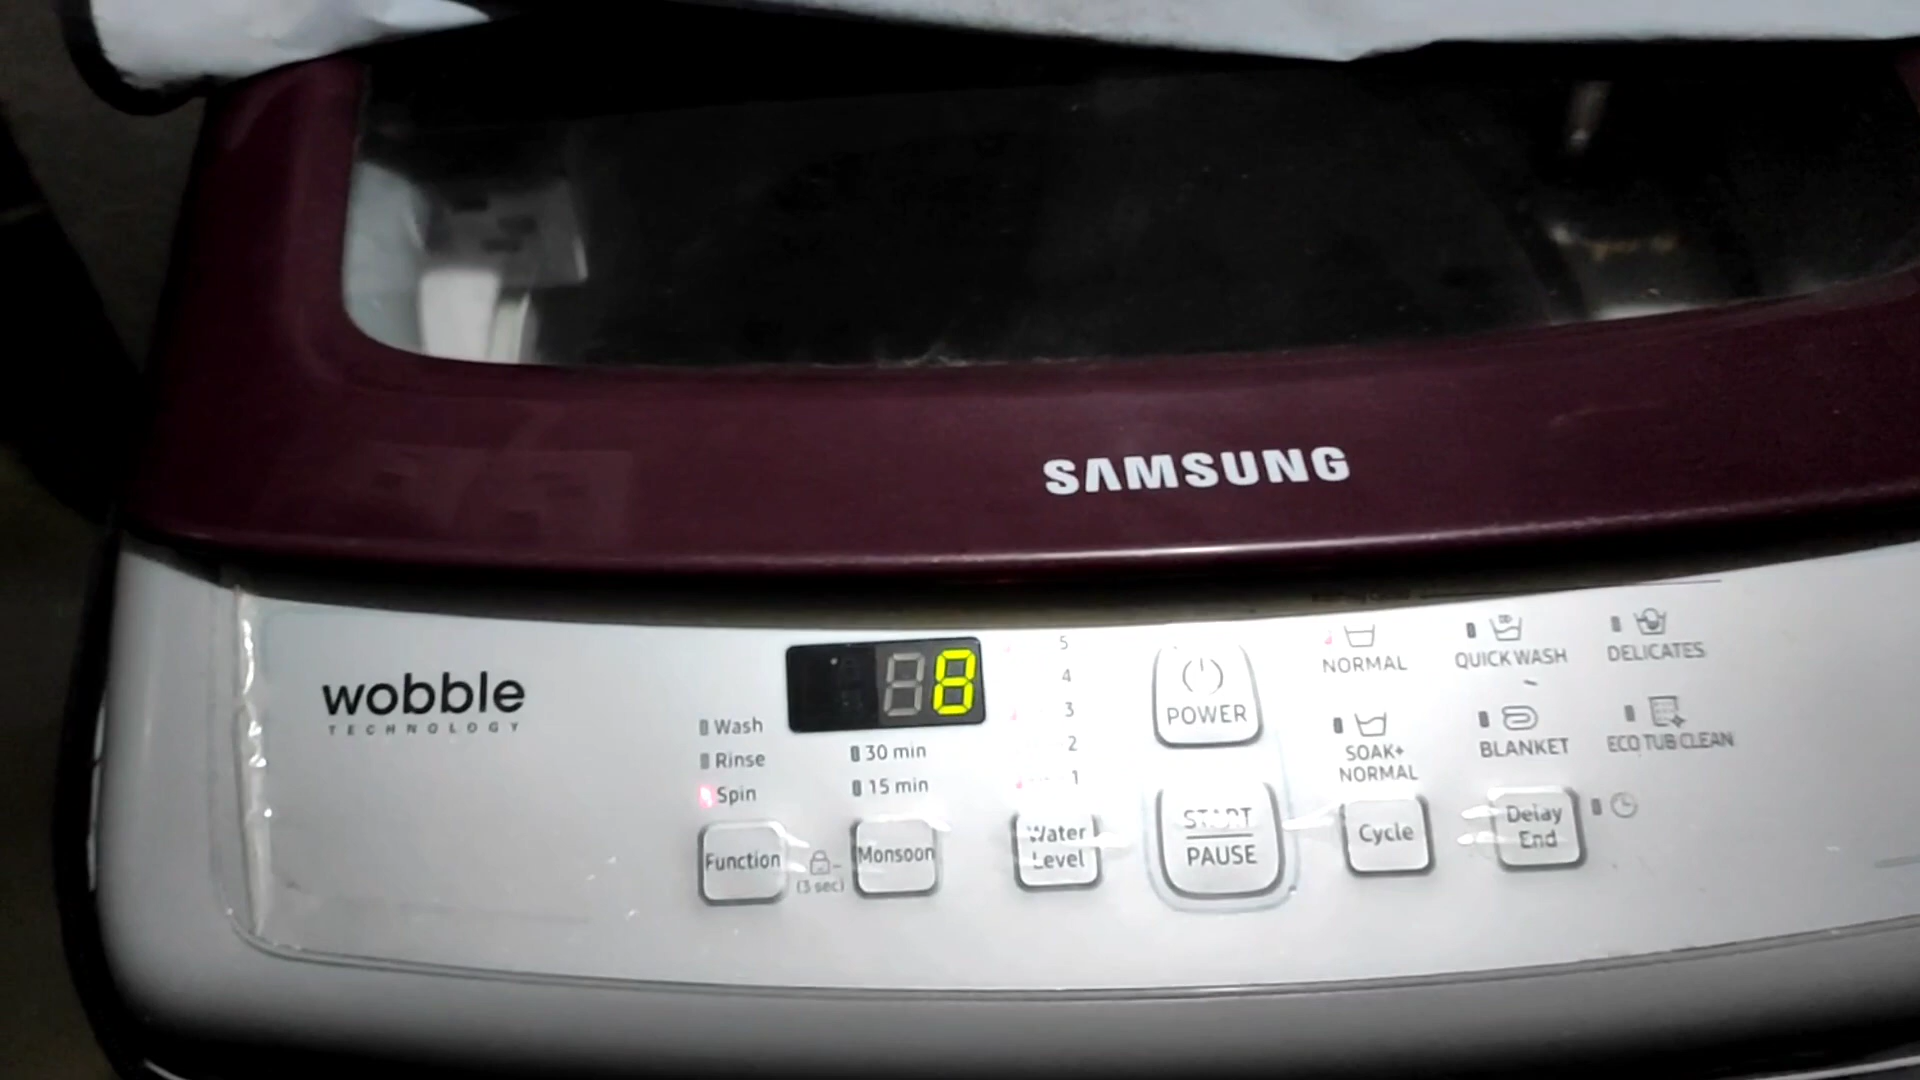 SAMSUNG
wobble
TECHNOLOGY
8
Wash
Rinse
Spin
30 min
15 min
5
4
3
2
1
POWER
NORMAL
QUICK WASH
DELICATES
SOAK+
NORMAL
BLANKET
ECO TUB CLEAN
Function
(3 sec)
Monsoon
Water
Level
START
PAUSE
Cycle
Delay
End